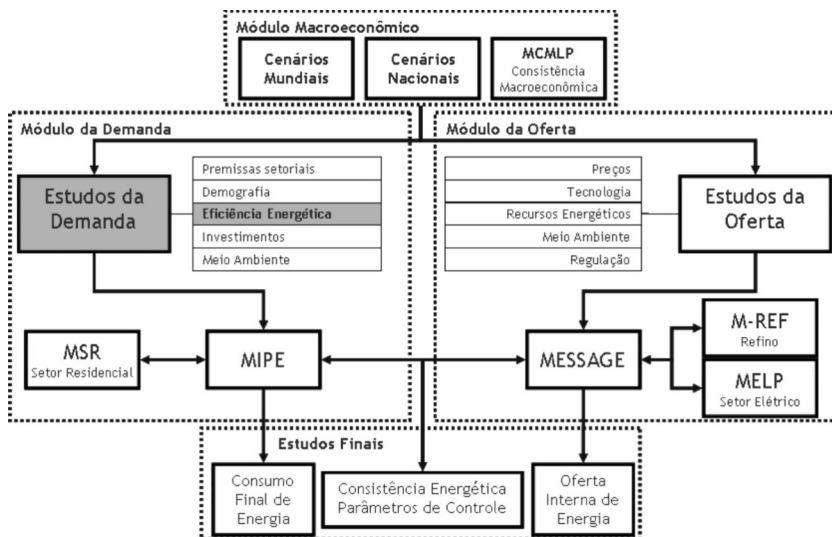 Módulo Macroeconômico
Cenários
Mundiais
Cenários
Nacionais
MCMLP
Consistência
Macroeconômica
Módulo da Demanda
Módulo da Oferta
Estudos da
Demanda
Premissas setoriais
Demografia
Eficiência Energética
Investimentos
Meio Ambiente
Preços
Tecnologia
Recursos Energéticos
Meio Ambiente
Regulação
Estudos da
Oferta
MSR
Setor Residencial
MIPE
MESSAGE
M-REF
Refino
MELP
Setor Elétrico
Estudos Finais
Consumo
Final de
Energia
Consistência Energética
Parâmetros de Controle
Oferta
Interna de
Energia